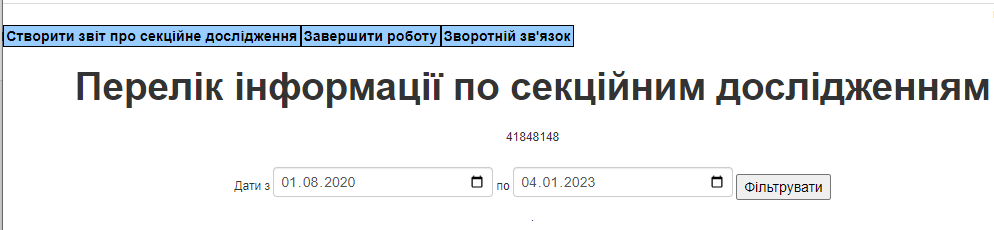 Створити звіт про секційне дослідження Завершити роботу Зворотній зв'язок
Перелік інформації по секційним дослідженням
41848148
Дати з 01.08.2020 по 04.01.2023 Фільтрувати
.